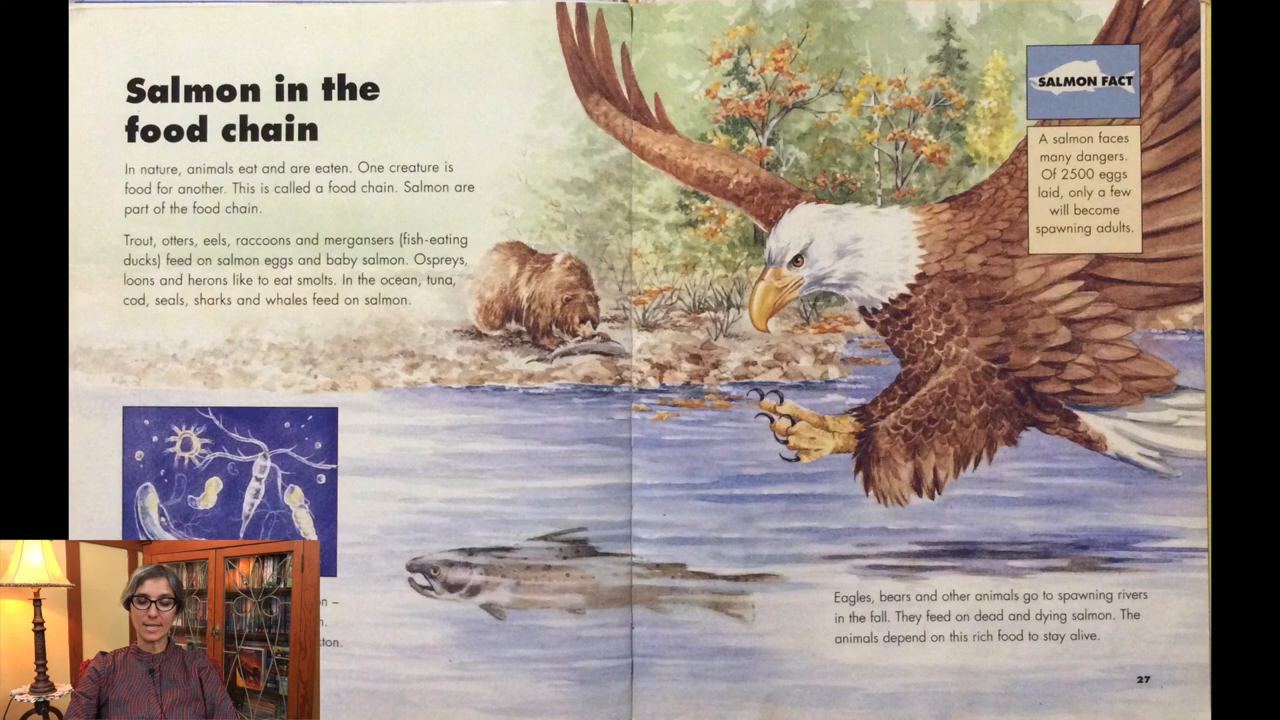 Salmon in the
food chain
In nature, animals eat and are eaten. One creature is
food for another. This is called a food chain. Salmon are
part of the food chain.
Trout, otters, eels, raccoons and mergansers (fish-eating
ducks) feed on salmon eggs and baby salmon. Ospreys,
loons and herons like to eat smolts. In the ocean, tuna,
cod, seals, sharks and whales feed on salmon.
SALMON FACT
A salmon faces
many dangers.
Of 2500 eggs
laid, only a few
will become
spawning adults.
Eagles, bears and other animals go to spawning rivers
in the fall. They feed on dead and dying salmon. The
animals depend on this rich food to stay alive.
27